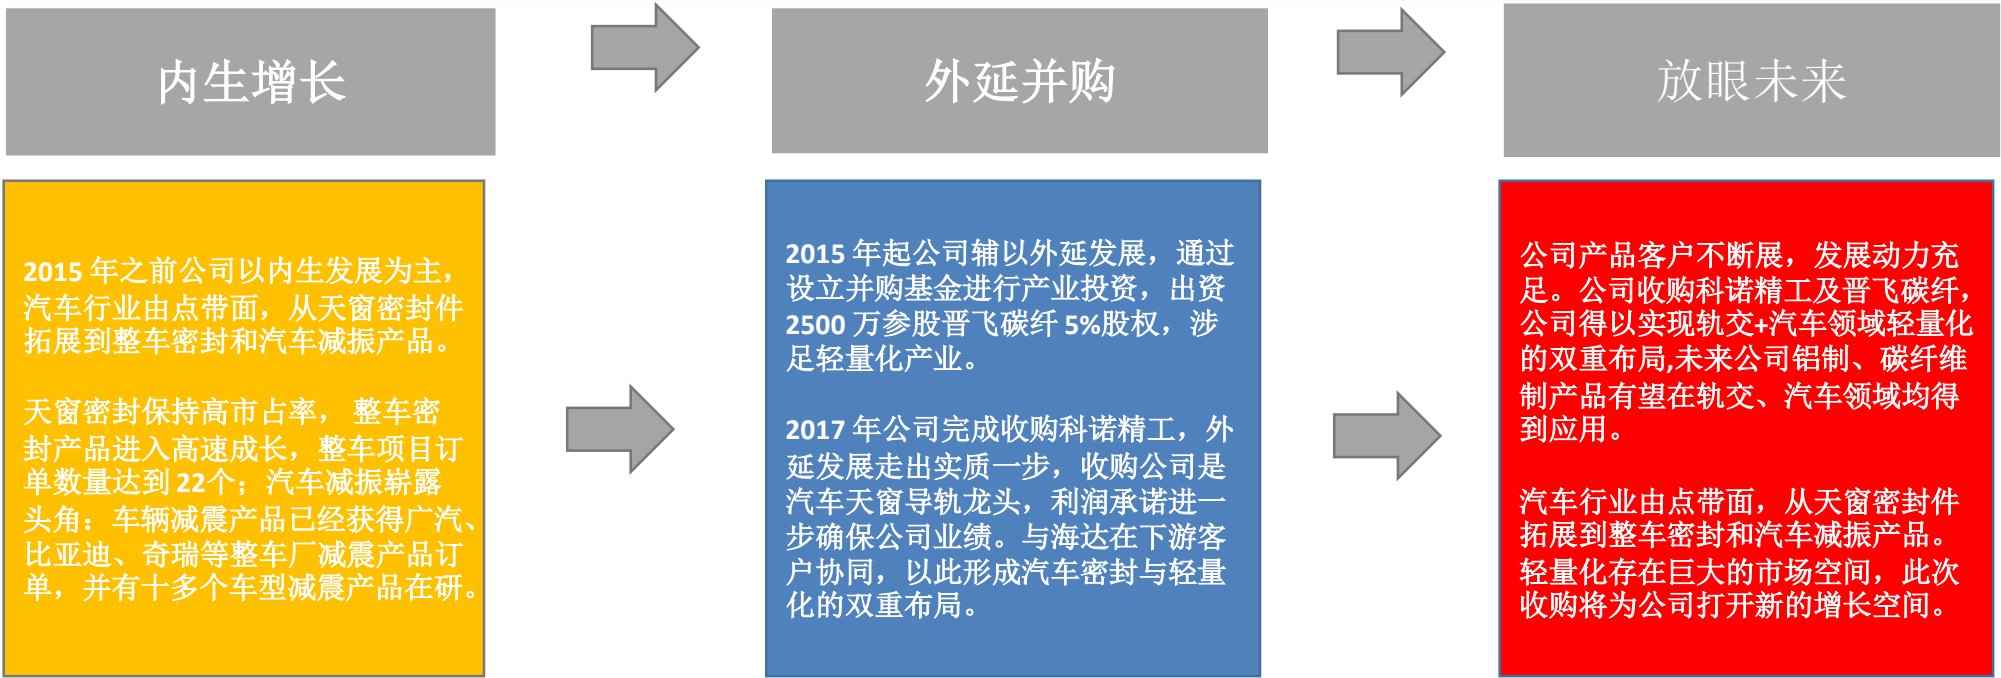 内生增长
外延并购
放眼未来
2015 年之前公司以内生发展为主，
汽车行业由点带面，从天窗密封件
拓展到整车密封和汽车减振产品。
天窗密封保持高市占率， 整车密
封产品进入高速成长，整车项目订
单数量达到 22个；汽车减振崭露
头角：车辆减震产品已经获得广汽、
比亚迪、奇瑞等整车厂减震产品订
单，并有十多个车型减震产品在研。
2015 年起公司辅以外延发展，通过
设立并购基金进行产业投资，出资
2500 万参股晋飞碳纤 5%股权，涉
足轻量化产业。
2017 年公司完成收购科诺精工，外
延发展走出实质一步，收购公司是
汽车天窗导轨龙头，利润承诺进一
步确保公司业绩。与海达在下游客
户协同，以此形成汽车密封与轻量
化的双重布局。
公司产品客户不断展，发展动力充
足。公司收购科诺精工及晋飞碳纤，
公司得以实现轨交+汽车领域轻量化
的双重布局,未来公司铝制、碳纤维
制产品有望在轨交、汽车领域均得
到应用。
汽车行业由点带面，从天窗密封件
拓展到整车密封和汽车减振产品。
轻量化存在巨大的市场空间，此次
收购将为公司打开新的增长空间。